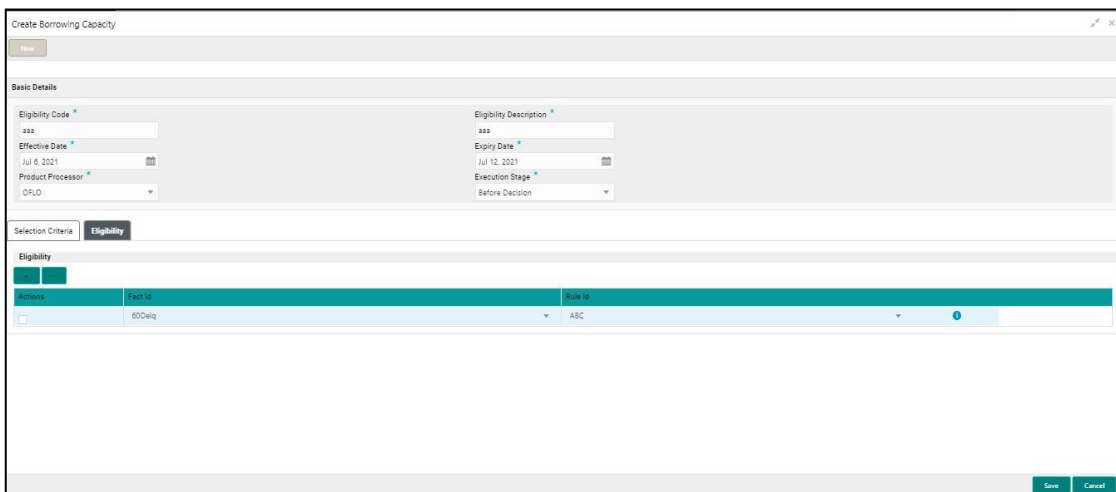 Create Borrowing Capacity
New
Basic Details
Eligibility Code * Eligibility Description *
aaa aaa
Effective Date * Expiry Date *
Jul 6, 2021 Jul 12, 2021
Product Processor * Execution Stage *
OFLO Before Decision
Selection Criteria Eligibility
Eligibility
Actions Fact Id Rule Id
60Delq ABC
Save Cancel